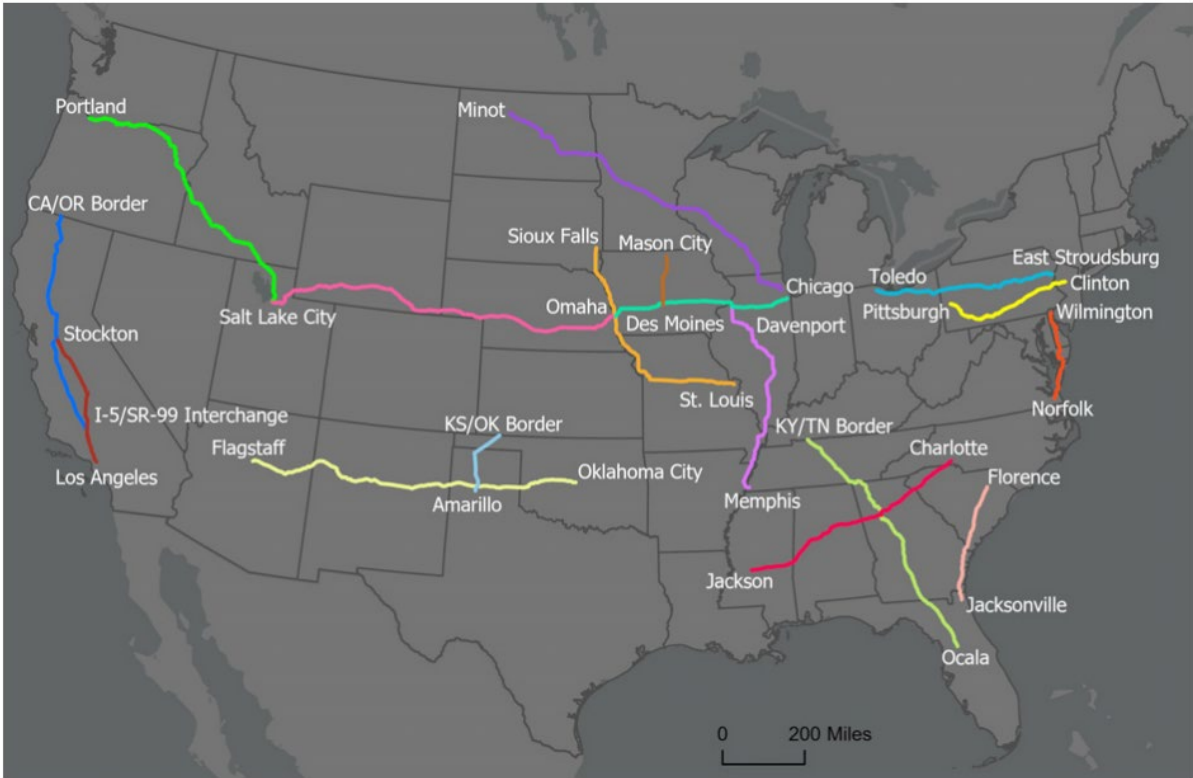 Portland
Minot
CA/OR Border
Sioux Falls
Mason City
East Stroudsburg
Toledo
Clinton
Chicago
Omaha
Pittsburgh
Wilmington
Salt Lake City
Des Moines
Davenport
Stockton
St. Louis
Norfolk
I-5/SR-99 Interchange
KS/OK Border
KY/TN Border
Flagstaff
Charlotte
Los Angeles
Oklahoma City
Florence
Amarillo
Memphis
Jackson
Jacksonville
Ocala
0 200 Miles